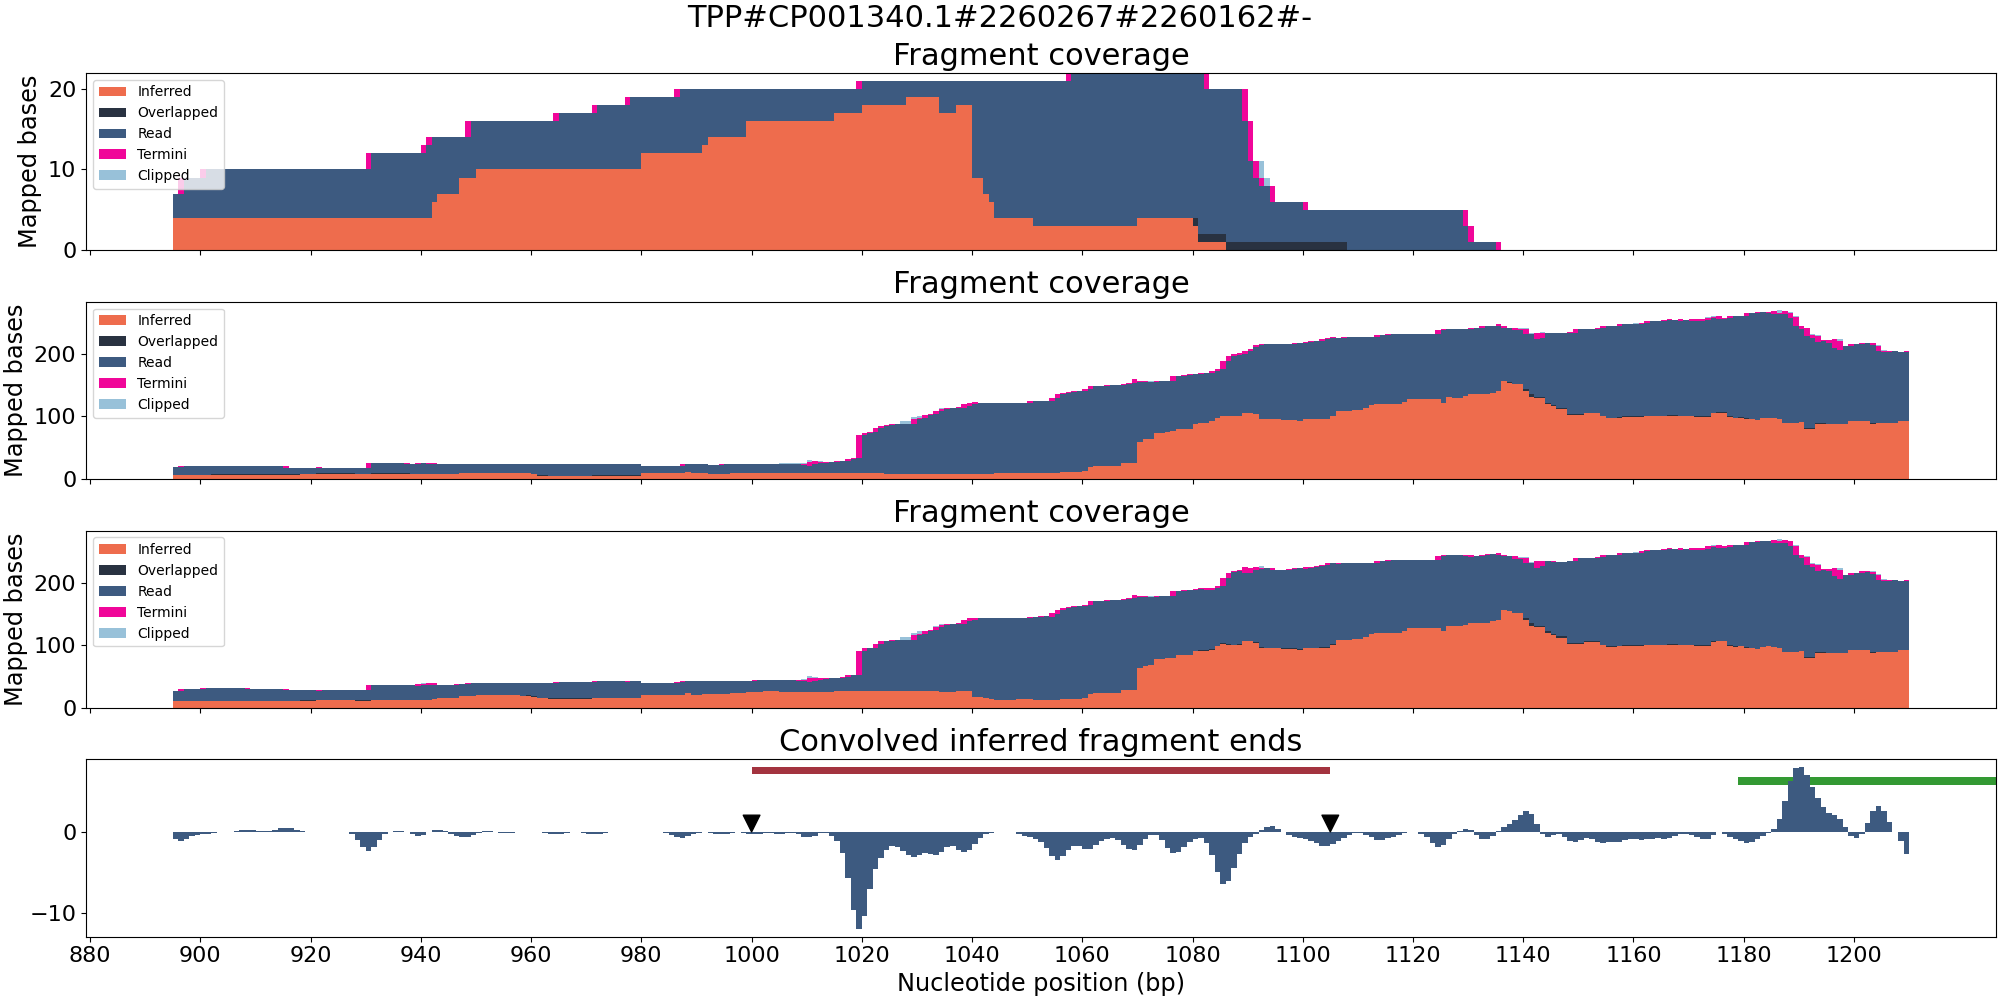 TPP#CP001340.1#2260267#2260162#-
Fragment coverage
Mapped bases
20
10
0
Inferred
Overlapped
Read
Termini
Clipped
Fragment coverage
Mapped bases
200
100
0
Inferred
Overlapped
Read
Termini
Clipped
Fragment coverage
Mapped bases
200
100
0
Inferred
Overlapped
Read
Termini
Clipped
Convolved inferred fragment ends
0
−10
880 900 920 940 960 980 1000 1020 1040 1060 1080 1100 1120 1140 1160 1180 1200
Nucleotide position (bp)